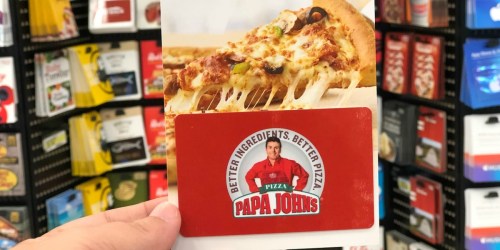 BETTER INGREDIENTS. BETTER PIZZA.
PIZZA
PAPA JOHNS